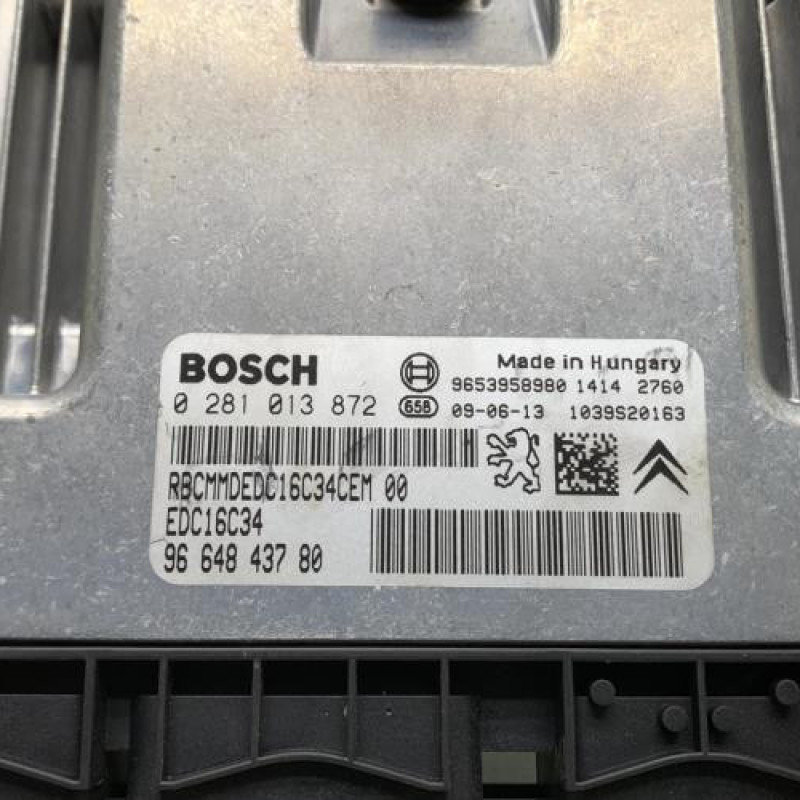 BOSCH
Made in Hungary
9653958980 1414 2760
0 281 013 872
658 09-06-13 1039S20163
RBCMMDEDC16C34CEM 00
EDC16C34
96 648 437 80